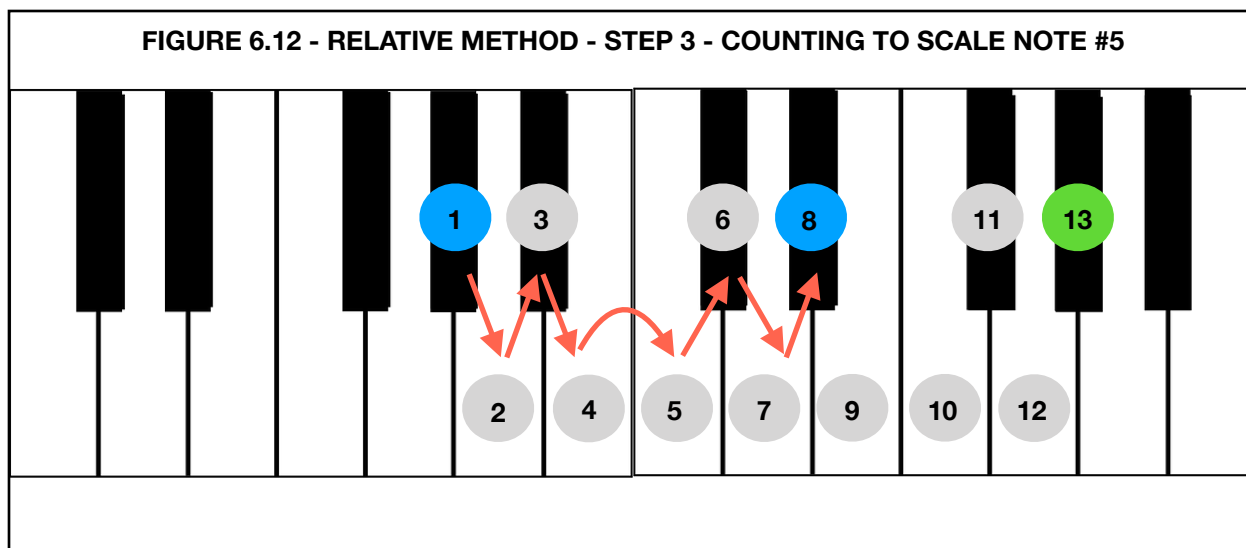 FIGURE 6.12 - RELATIVE METHOD - STEP 3 - COUNTING TO SCALE NOTE #5
1 3 6 8 11 13
2 4 5 7 9 10 12